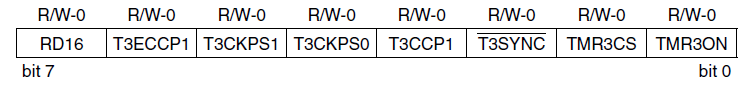 R/W-0 R/W-0 R/W-0 R/W-0 R/W-0 R/W-0 R/W-0 R/W-0
RD16 T3ECCP1 T3CKPS1 T3CKPS0 T3CCP1 T3SYNC TMR3CS TMR3ON
bit 7 bit 0